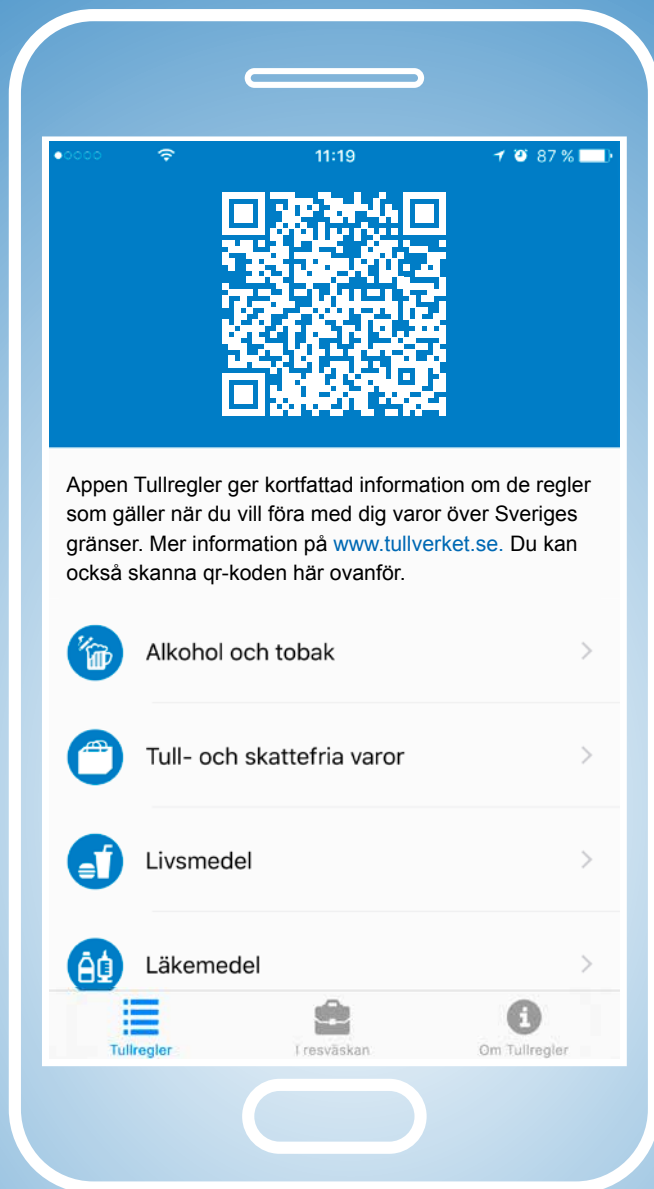 11:19 87 %
Appen Tullregler ger kortfattad information om de regler
som gäller när du vill föra med dig varor över Sveriges
gränser. Mer information på www.tullverket.se. Du kan
också skanna qr-koden här ovanför.
Alkohol och tobak
Tull- och skattefria varor
Livsmedel
Läkemedel
Tullregler I resväskan Om Tullregler